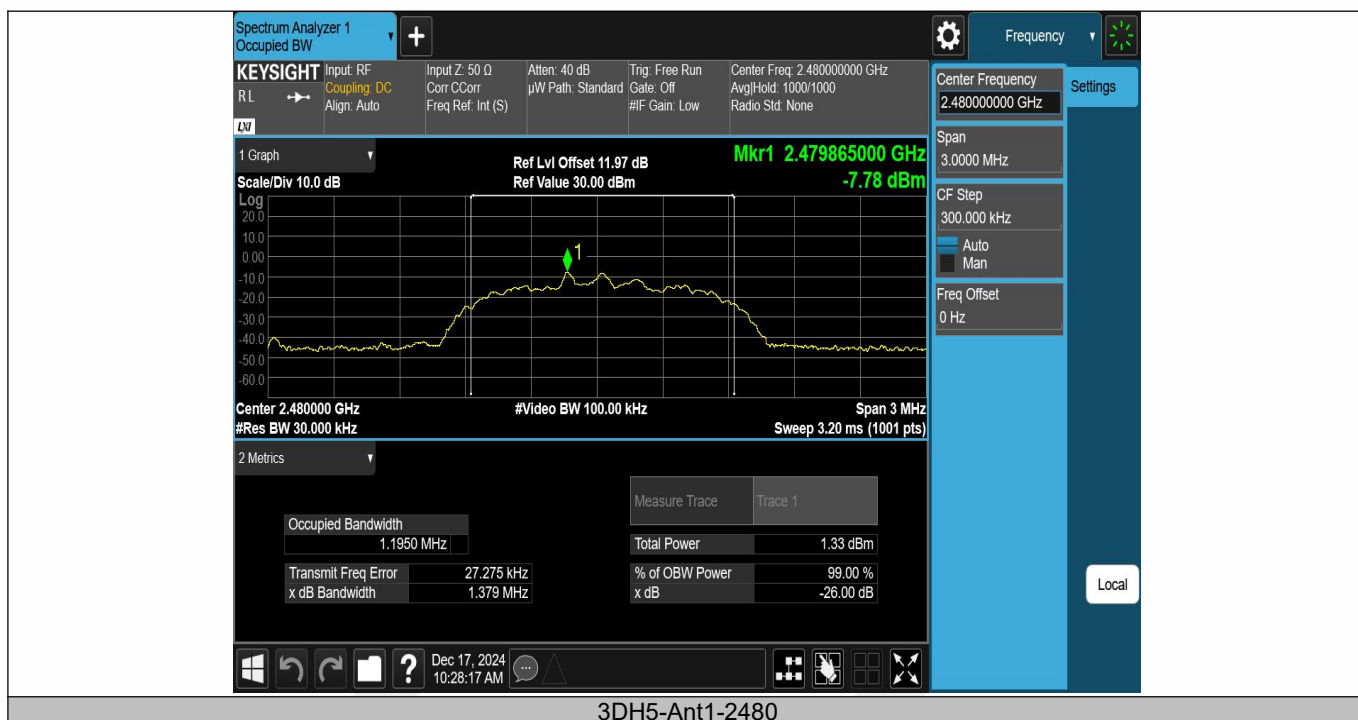 Spectrum Analyzer 1
Occupied BW
+
Frequency
KEYSIGHT
RL
LXI
Input: RF
Coupling: DC
Align: Auto
Input Z: 50 Ω
Corr CCorr
Freq Ref: Int (S)
Atten: 40 dB
µW Path: Standard
Trig: Free Run
Gate: Off
#IF Gain: Low
Center Freq: 2.480000000 GHz
Avg|Hold: 1000/1000
Radio Std: None
1 Graph
Scale/Div 10.0 dB
Ref Lvl Offset 11.97 dB
Ref Value 30.00 dBm
Mkr1 2.479865000 GHz
-7.78 dBm
Log
20.0
10.0
0.00
-10.0
-20.0
-30.0
-40.0
-50.0
-60.0
1
Center 2.480000 GHz
#Video BW 100.00 kHz
Span 3 MHz
#Res BW 30.000 kHz
Sweep 3.20 ms (1001 pts)
2 Metrics
Measure Trace Trace 1
Occupied Bandwidth
1.1950 MHz
Total Power 1.33 dBm
Transmit Freq Error 27.275 kHz
% of OBW Power 99.00 %
x dB Bandwidth 1.379 MHz
x dB -26.00 dB
Center Frequency
2.480000000 GHz
Settings
Span
3.0000 MHz
CF Step
300.000 kHz
Auto
Man
Freq Offset
0 Hz
Local
?
Dec 17, 2024
10:28:17 AM
3DH5-Ant1-2480